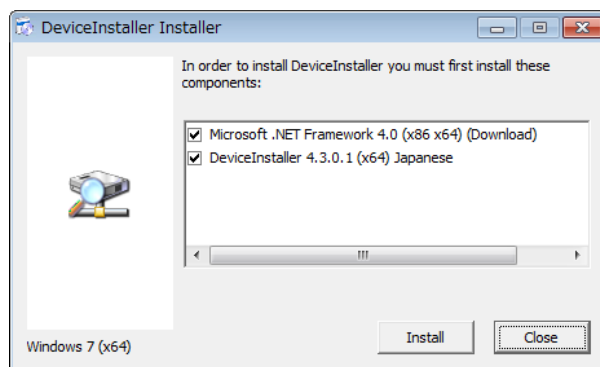 DeviceInstaller Installer
In order to install DeviceInstaller you must first install these
components:
Microsoft .NET Framework 4.0 (x86 x64) (Download)
DeviceInstaller 4.3.0.1 (x64) Japanese
Install
Close
Windows 7 (x64)